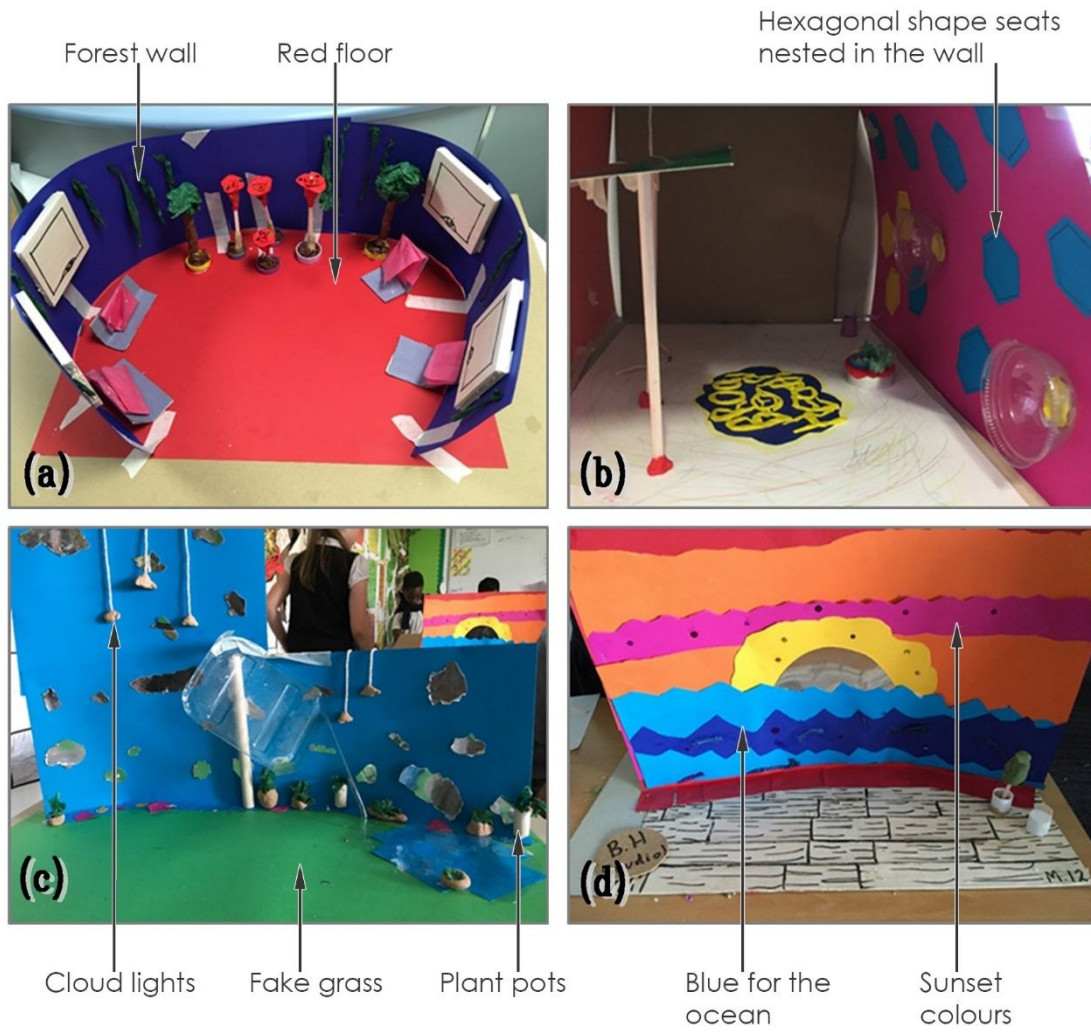 Forest wall
Red floor
Hexagonal shape seats
nested in the wall
(a)
(b)
(c)
(d)
B.H
M.12
Cloud lights
Fake grass
Plant pots
Blue for the
ocean
Sunset
colours